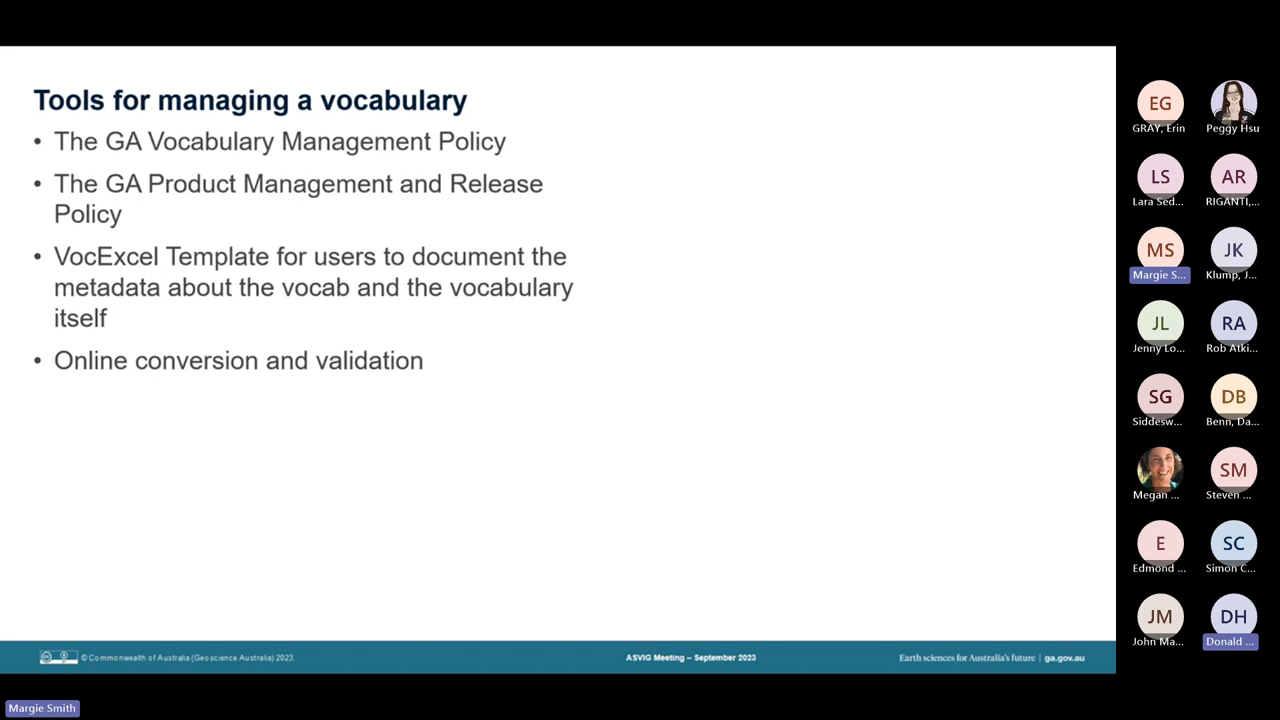 Tools for managing a vocabulary
• The GA Vocabulary Management Policy
• The GA Product Management and Release
Policy
• VocExcel Template for users to document the
metadata about the vocab and the vocabulary
itself
• Online conversion and validation
© Commonwealth of Australia (Geoscience Australia) 2023.
ASVIG Meeting – September 2023
Earth sciences for Australia's future | ga.gov.au
EG
GRAY, Erin
Peggy Hsu
LS
Lara Sed...
AR
RIGANTI,...
MS
Margie S...
JK
Klump, J...
JL
Jenny Lo...
RA
Rob Atki...
SG
Siddesw...
DB
Benn, Da...
Megan ...
SM
Steven ...
E
Edmond ...
SC
Simon C...
JM
John Ma...
DH
Donald ...
Margie Smith